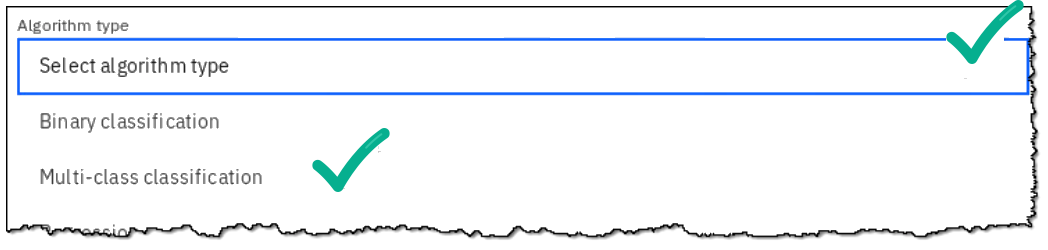 Algorithm type
Select algorithm type
Binary classification
Multi-class classification